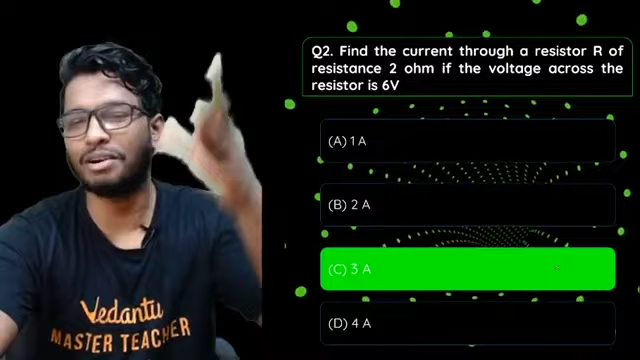 Q2. Find the current through a resistor R of
resistance 2 ohm if the voltage across the
resistor is 6V
(A) 1 A
(B) 2 A
(C) 3 A
(D) 4 A
Vedantu
MASTER TEACHER